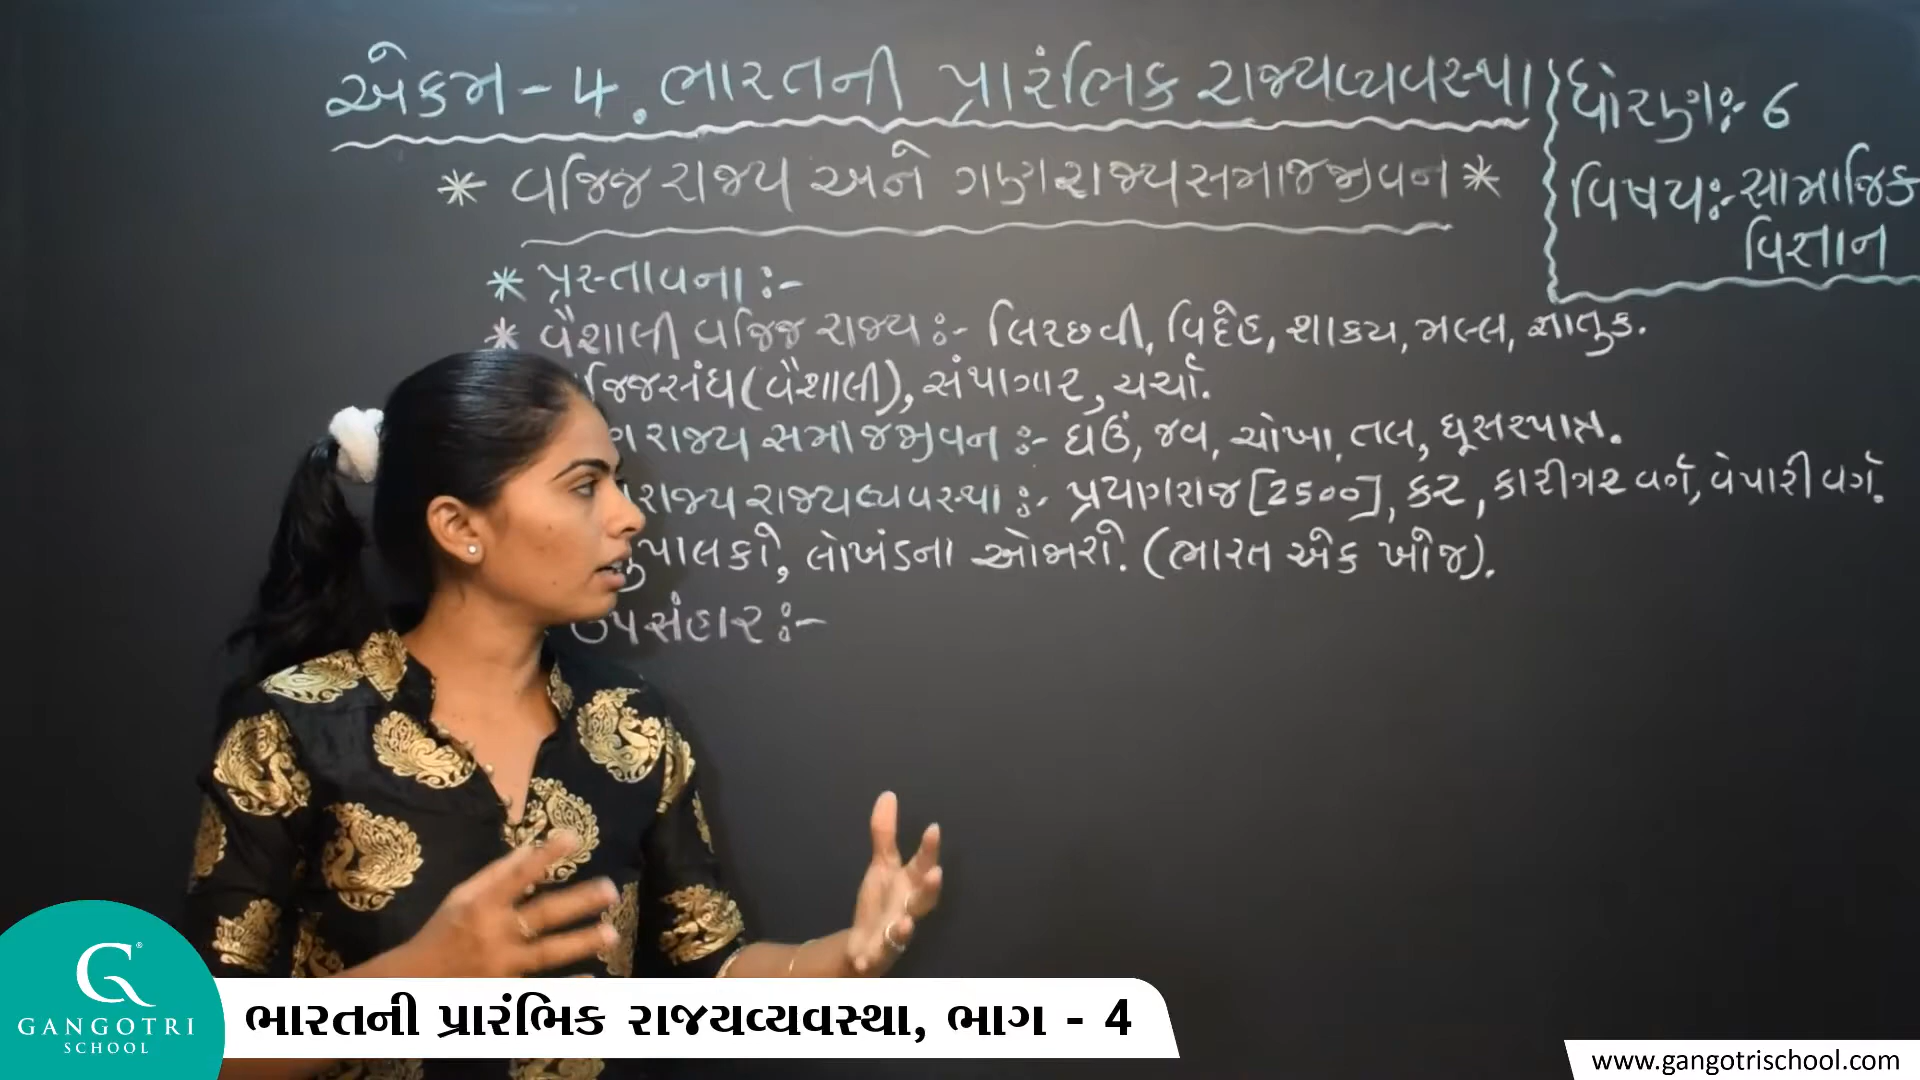 એકમ - 4. ભારતની પ્રારંભિક રાજ્યવ્યવસ્થા
ધોરણ:- 6
વિષય:- સામાજિક
વિજ્ઞાન
* વજ્જિ રાજ્ય અને ગણરાજ્ય સમાજજીવન *
* પ્રસ્તાવના :-
* વૈશાલી વજ્જિ રાજ્ય :- લિચ્છવી, વિદેહ, શાક્ય, મલ્લ, જ્ઞાતુક.
જ્જિસંઘ (વૈશાલી), સંથાગાર, ચર્ચા.
ણ રાજ્ય સમાજજીવન :- ઘઉં, જવ, ચોખા, તલ, ધૂસરપાત્ર.
રાજ્ય રાજ્યવ્યવસ્થા :- પ્રયાગરાજ [2500], કર, કારીગર વર્ગ, વેપારી વર્ગ.
પાલકો, લોખંડના ઓજારો. (ભારત એક ખોજ).
ઉપસંહાર :-
GANGOTRI
SCHOOL
ભારતની પ્રારંભિક રાજયવ્યવસ્થા, ભાગ - 4
www.gangotrischool.com